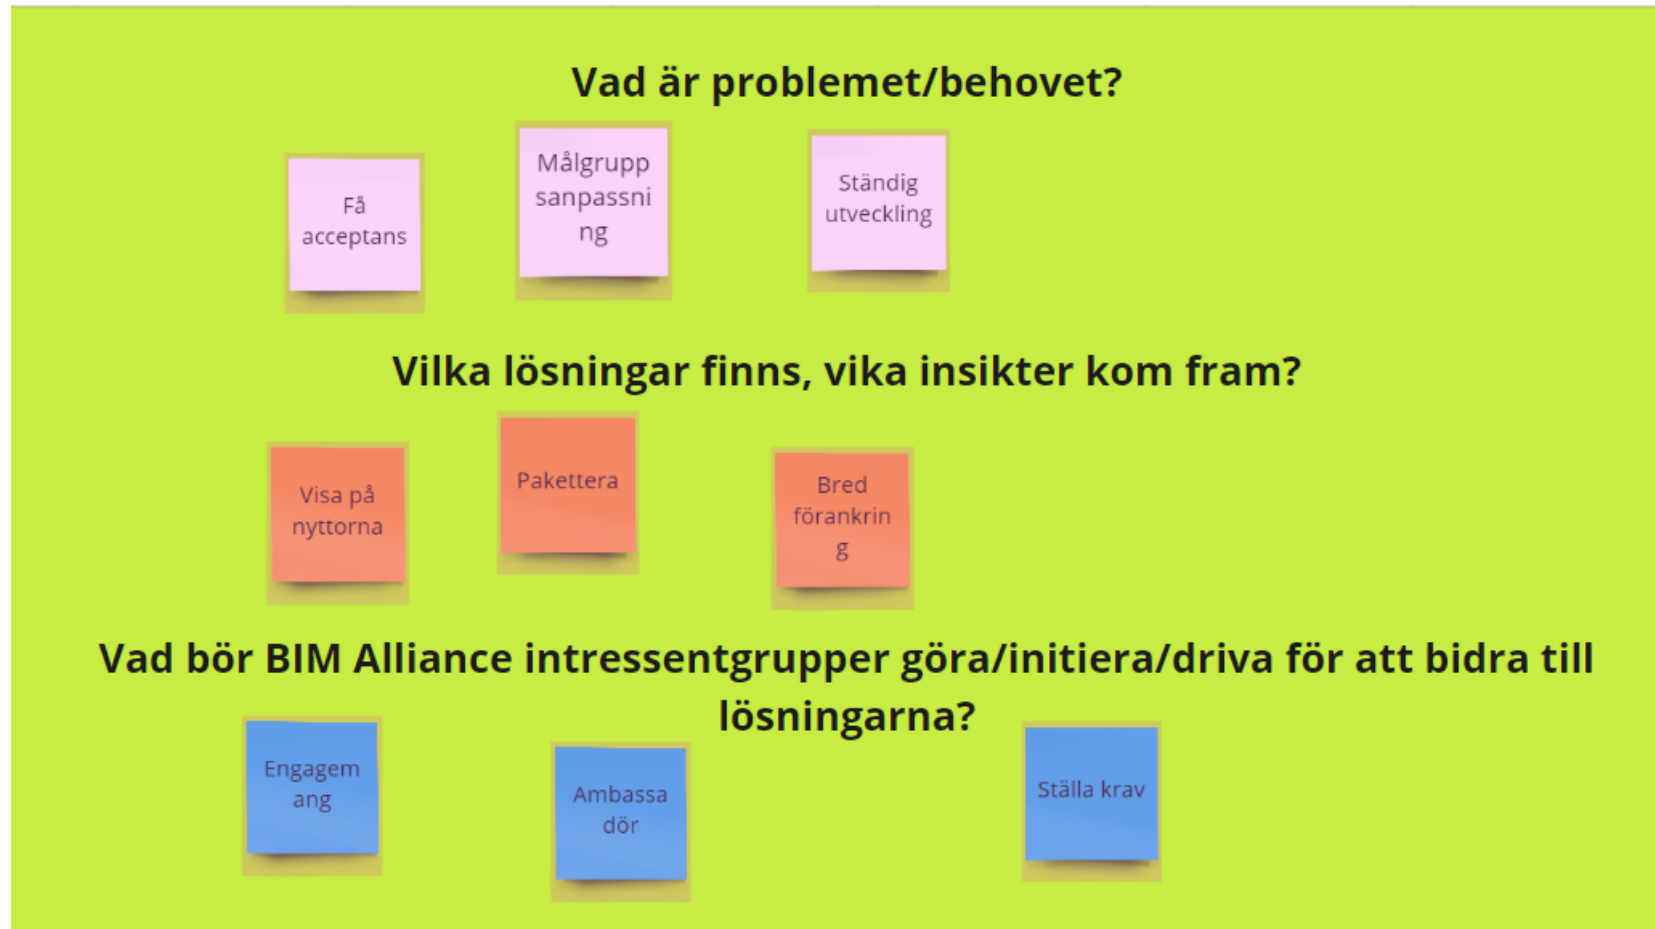 Vad är problemet/behovet?
Få
acceptans
Målgrupp
sanpassni
ng
Ständig
utveckling
Vilka lösningar finns, vika insikter kom fram?
Visa på
nyttorna
Pakettera
Bred
förankrin
g
Vad bör BIM Alliance intressentgrupper göra/initiera/driva för att bidra till
lösningarna?
Engagem
ang
Ambassa
dör
Ställa krav